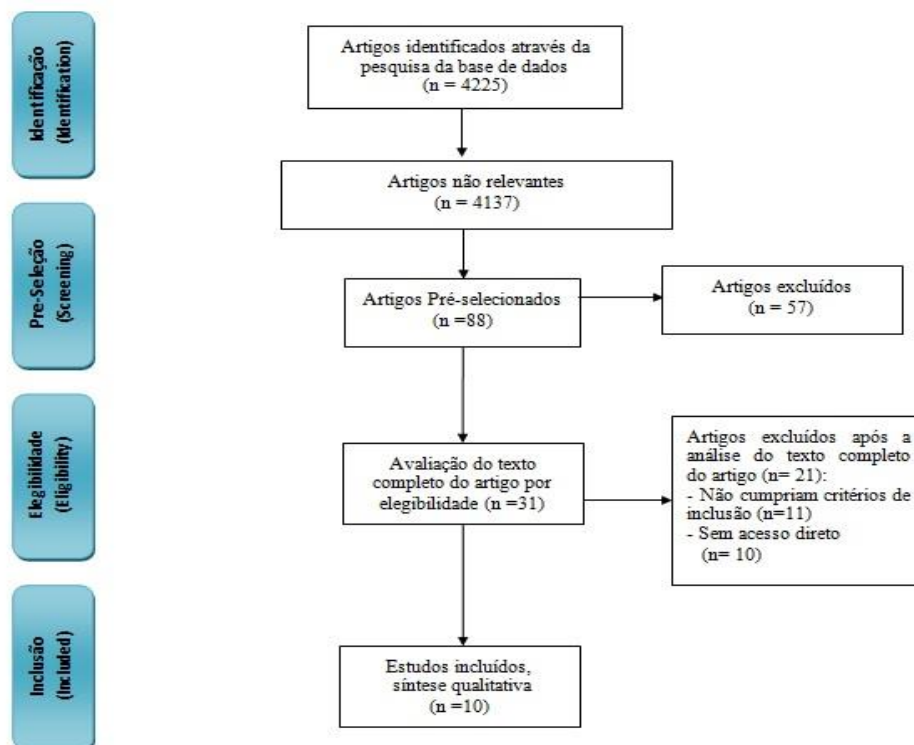 Identificação
(Identification)
Artigos identificados através da
pesquisa da base de dados
(n = 4225)
Artigos não relevantes
(n = 4137)
Pre-Seleção
(Screening)
Artigos Pré-selecionados
(n =88)
Artigos excluídos
(n = 57)
Elegibilidade
(Eligibility)
Avaliação do texto
completo do artigo por
elegibilidade (n =31)
Artigos excluídos após a
análise do texto completo
do artigo (n= 21):
- Não cumpriam critérios de
inclusão (n=11)
- Sem acesso direto
(n= 10)
Inclusão
(Included)
Estudos incluídos,
síntese qualitativa
(n =10)